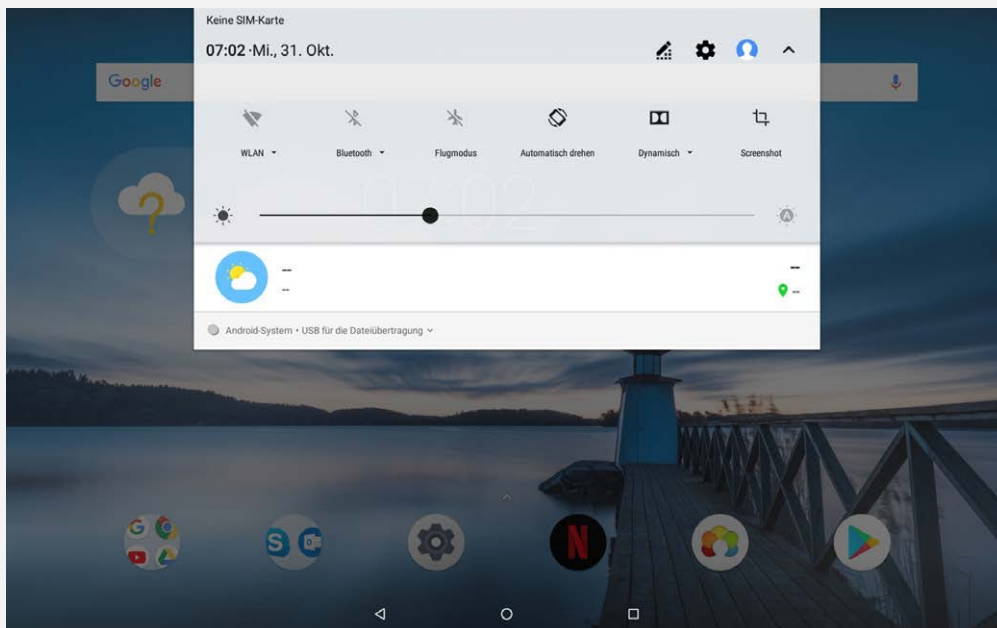 Keine SIM-Karte
07:02 · Mi., 31. Okt.
Google
WLAN
Bluetooth
Flugmodus
Automatisch drehen
Dynamisch
Screenshot
07:02
A
--
--
--
--
Android-System • USB für die Dateiübertragung
G
S
N